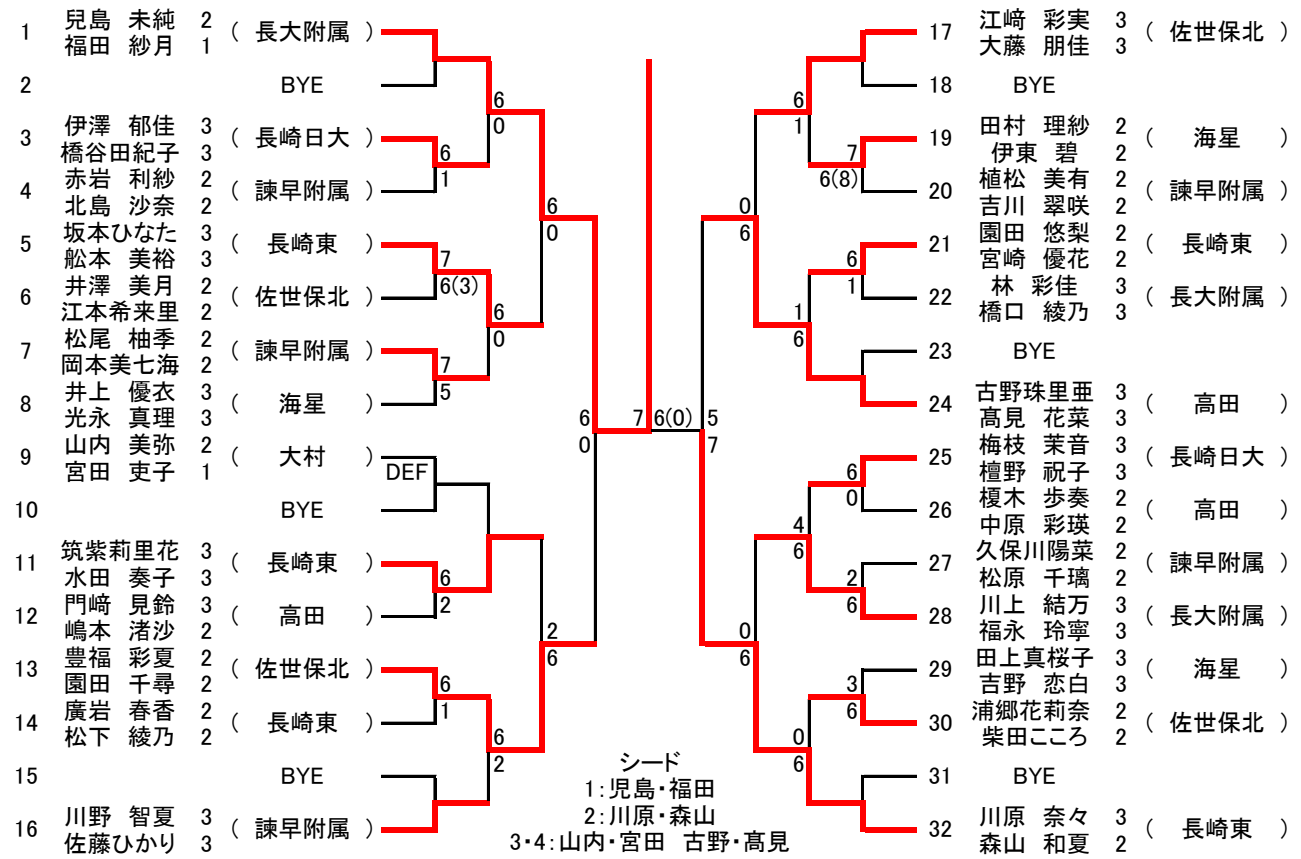 1 兒島 未純 2 ( 長大附属 )
福田 紗月 1
2 BYE
6
0
3 伊澤 郁佳 3 ( 長崎日大 )
橋谷田紀子 3
6
1
4 赤岩 利紗 2 ( 諫早附属 )
北島 沙奈 2
6
0
5 坂本ひなた 3 ( 長崎東 )
舩本 美裕 3
7
6(3)
6 井澤 美月 2 ( 佐世保北 )
江本希来里 2
6
0
7 松尾 柚季 2 ( 諫早附属 )
岡本美七海 2
7
5
8 井上 優衣 3 ( 海星 )
光永 真理 3
6
0
9 山内 美弥 2 ( 大村 )
宮田 吏子 1
DEF
10 BYE
11 筑紫莉里花 3 ( 長崎東 )
水田 奏子 3
6
2
12 門﨑 見鈴 3 ( 高田 )
嶋本 渚沙 2
2
6
13 豊福 彩夏 2 ( 佐世保北 )
園田 千尋 2
6
1
14 廣岩 春香 2 ( 長崎東 )
松下 綾乃 2
6
2
15 BYE
16 川野 智夏 3 ( 諫早附属 )
佐藤ひかり 3
7 6(0)
シード
1:児島・福田
2:川原・森山
3・4:山内・宮田 古野・髙見
17 江﨑 彩実 3 ( 佐世保北 )
大藤 朋佳 3
18 BYE
6
1
19 田村 理紗 2 ( 海星 )
伊東 碧 2
7
6(8)
20 植松 美有 2 ( 諫早附属 )
吉川 翠咲 2
0
6
21 園田 悠梨 2 ( 長崎東 )
宮崎 優花 2
6
1
22 林 彩佳 3 ( 長大附属 )
橋口 綾乃 3
1
6
23 BYE
24 古野珠里亜 3 ( 高田 )
髙見 花菜 3
5
7
25 梅枝 茉音 3 ( 長崎日大 )
檀野 祝子 3
6
0
26 榎木 歩奏 2 ( 高田 )
中原 彩瑛 2
4
6
27 久保川陽菜 2 ( 諫早附属 )
松原 千璃 2
2
6
28 川上 結万 3 ( 長大附属 )
福永 玲寧 3
0
6
29 田上真桜子 3 ( 海星 )
吉野 恋白 3
3
6
30 浦郷花莉奈 2 ( 佐世保北 )
柴田こころ 2
0
6
31 BYE
32 川原 奈々 3 ( 長崎東 )
森山 和夏 2